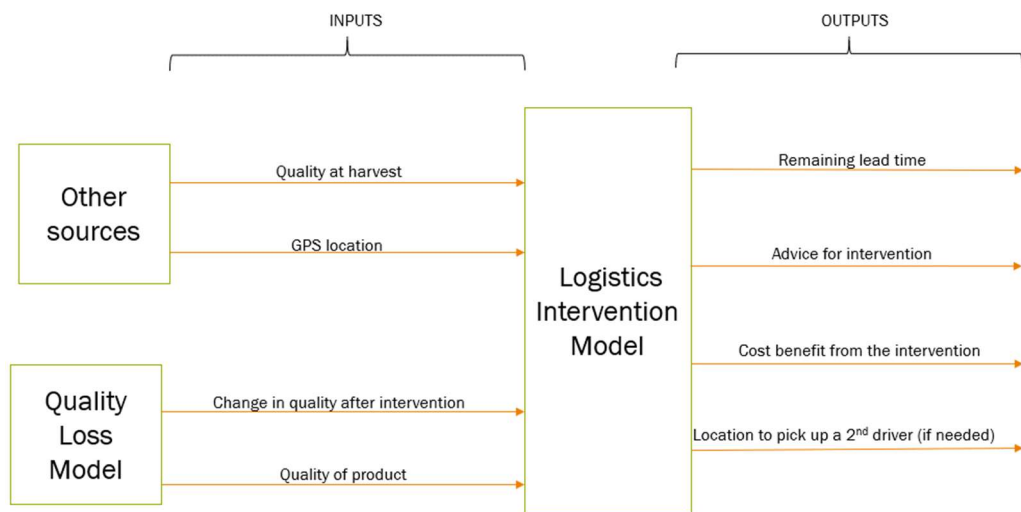 INPUTS
OUTPUTS
Other
sources
Quality at harvest
GPS location
Quality
Loss
Model
Change in quality after intervention
Quality of product
Logistics
Intervention
Model
Remaining lead time
Advice for intervention
Cost benefit from the intervention
Location to pick up a 2nd driver (if needed)